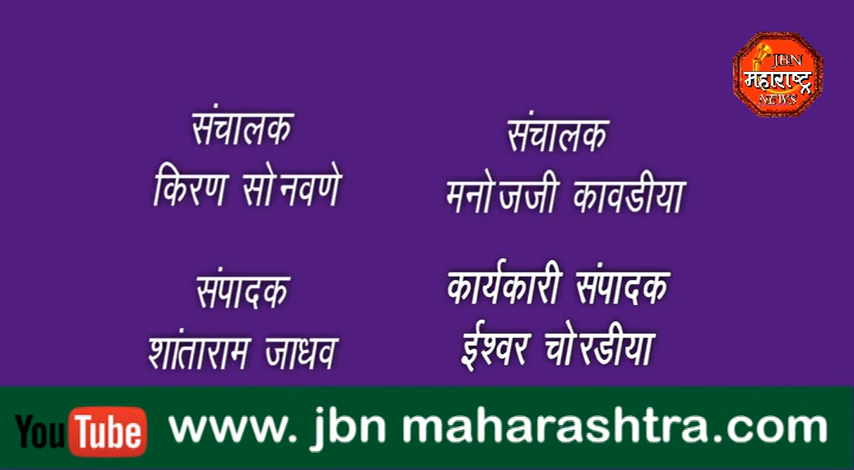 JBN
महाराष्ट्र
NEWS
संचालक
किरण सोनवणे
संचालक
मनोजजी कावडीया
संपादक
शांताराम जाधव
कार्यकारी संपादक
ईश्वर चोरडीया
YouTube www. jbn maharashtra.com